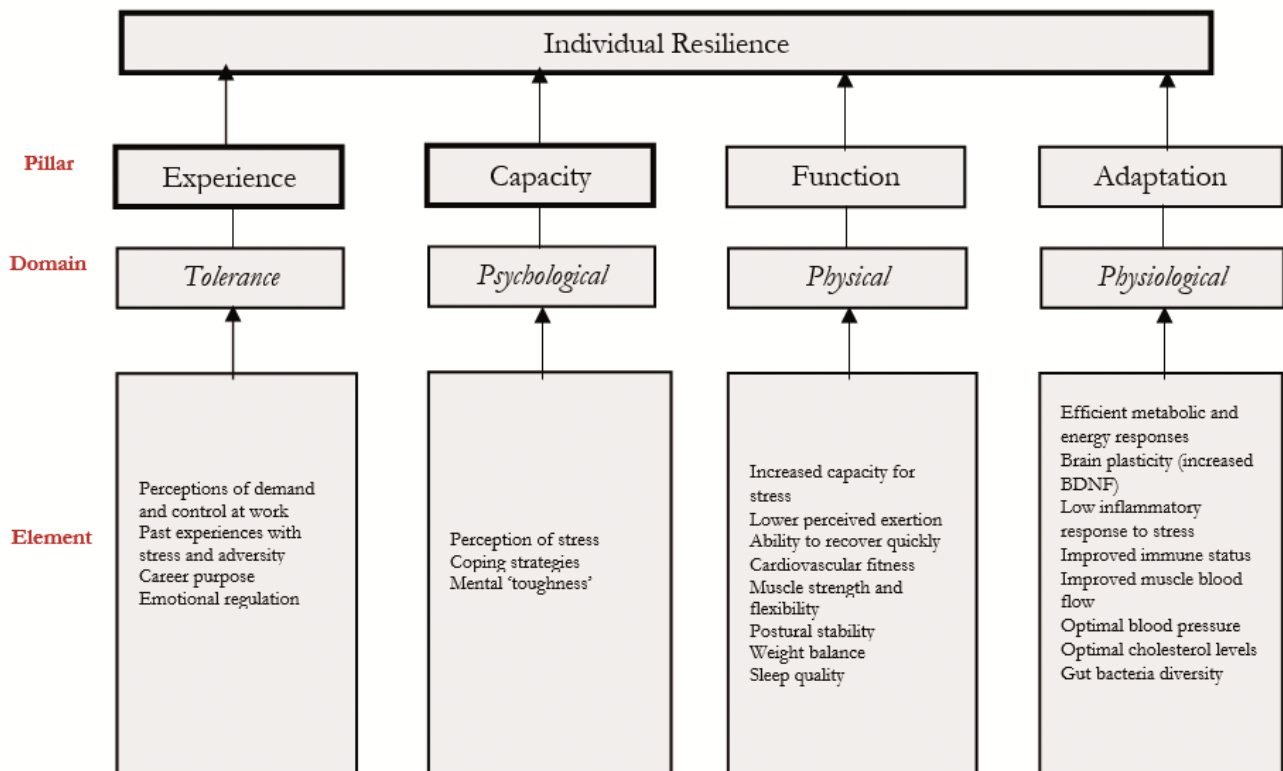 Individual Resilience
Pillar
Experience
Capacity
Function
Adaptation
Domain
Tolerance
Psychological
Physical
Physiological
Element
Perceptions of demand
and control at work
Past experiences with
stress and adversity
Career purpose
Emotional regulation
Perception of stress
Coping strategies
Mental ‘toughness’
Increased capacity for
stress
Lower perceived exertion
Ability to recover quickly
Cardiovascular fitness
Muscle strength and
flexibility
Postural stability
Weight balance
Sleep quality
Efficient metabolic and
energy responses
Brain plasticity (increased
BDNF)
Low inflammatory
response to stress
Improved immune status
Improved muscle blood
flow
Optimal blood pressure
Optimal cholesterol levels
Gut bacteria diversity